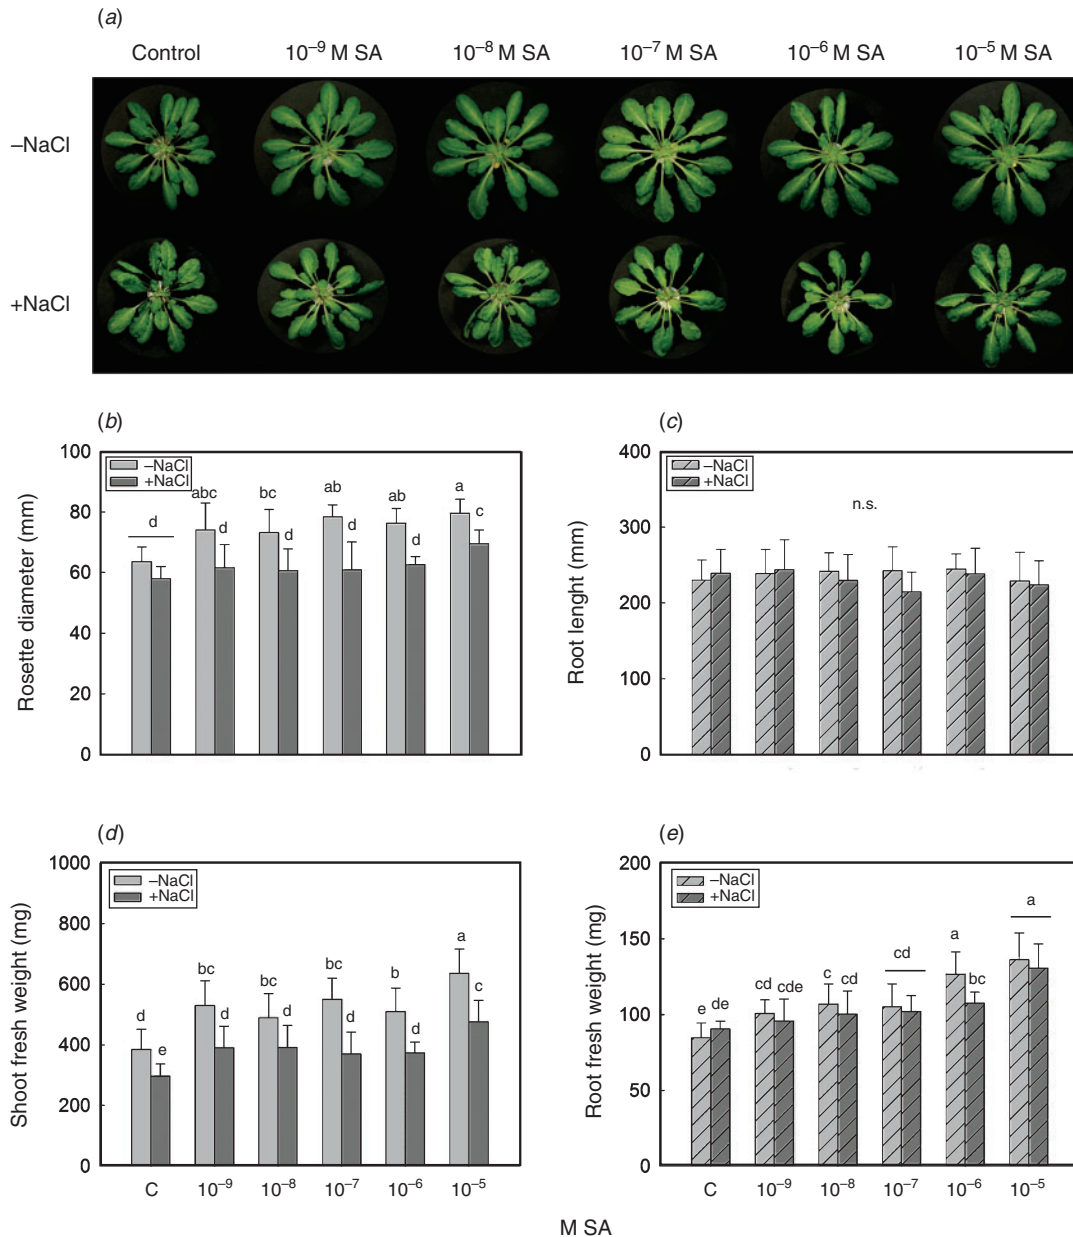 (a)
Control 10⁻⁹ M SA 10⁻⁸ M SA 10⁻⁷ M SA 10⁻⁶ M SA 10⁻⁵ M SA
–NaCl
+NaCl
(b)
100
80
60
40
20
0
Rosette diameter (mm)
–NaCl
+NaCl
d abc d bc d ab d ab d a c
(c)
400
300
200
100
0
Root lenght (mm)
–NaCl
+NaCl
n.s.
(d)
1000
800
600
400
200
0
Shoot fresh weight (mg)
–NaCl
+NaCl
d e bc d bc d bc d b d a c
C 10⁻⁹ 10⁻⁸ 10⁻⁷ 10⁻⁶ 10⁻⁵
(e)
200
150
100
50
0
Root fresh weight (mg)
–NaCl
+NaCl
e de cd cde c cd cd a bc a
C 10⁻⁹ 10⁻⁸ 10⁻⁷ 10⁻⁶ 10⁻⁵
M SA